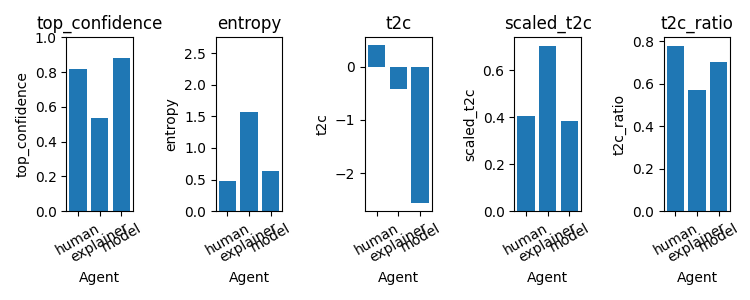 top_confidence
entropy
t2c
scaled_t2c
t2c_ratio
top_confidence
1.0
0.8
0.6
0.4
0.2
0.0
human
explainer
model
Agent
entropy
2.5
2.0
1.5
1.0
0.5
0.0
human
explainer
model
Agent
t2c
0
−1
−2
human
explainer
model
Agent
scaled_t2c
0.6
0.4
0.2
0.0
human
explainer
model
Agent
t2c_ratio
0.8
0.6
0.4
0.2
0.0
human
explainer
model
Agent